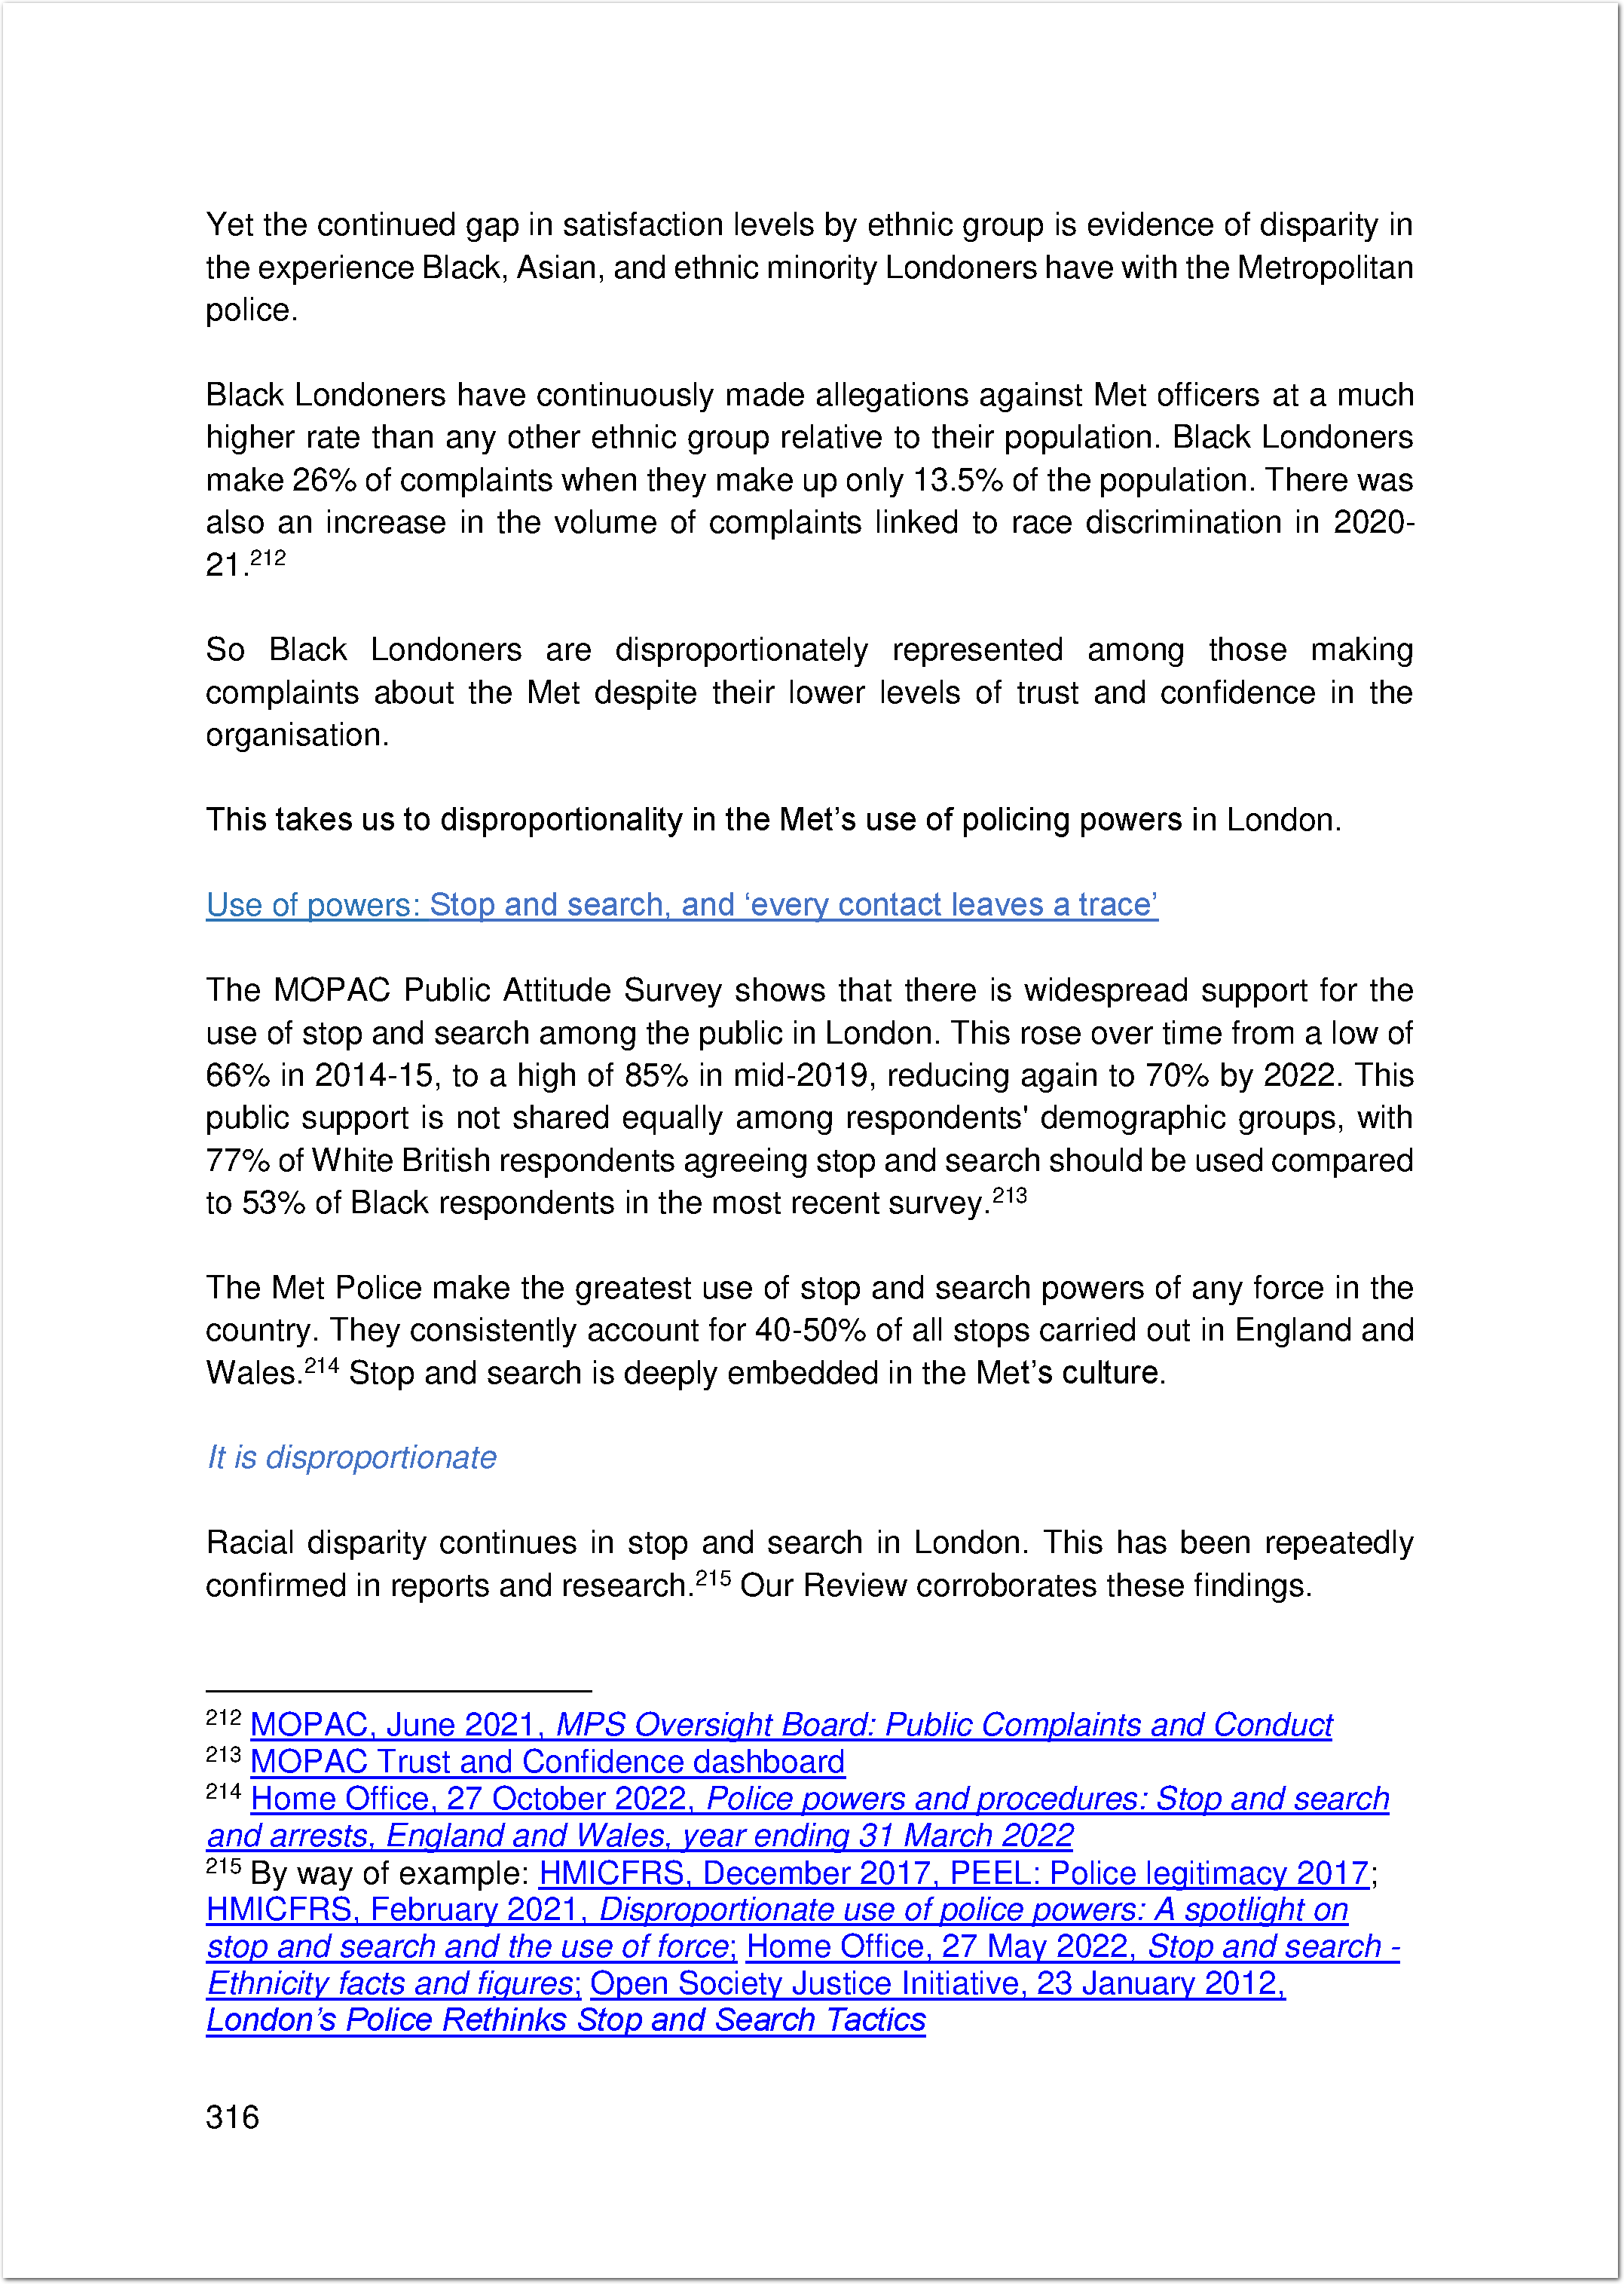 Yet the continued gap in satisfaction levels by ethnic group is evidence of disparity in
the experience Black, Asian, and ethnic minority Londoners have with the Metropolitan
police.
Black Londoners have continuously made allegations against Met officers at a much
higher rate than any other ethnic group relative to their population. Black Londoners
make 26% of complaints when they make up only 13.5% of the population. There was
also an increase in the volume of complaints linked to race discrimination in 2020-
21.²¹²
So Black Londoners are disproportionately represented among those making
complaints about the Met despite their lower levels of trust and confidence in the
organisation.
This takes us to disproportionality in the Met’s use of policing powers in London.
Use of powers: Stop and search, and ‘every contact leaves a trace’
The MOPAC Public Attitude Survey shows that there is widespread support for the
use of stop and search among the public in London. This rose over time from a low of
66% in 2014-15, to a high of 85% in mid-2019, reducing again to 70% by 2022. This
public support is not shared equally among respondents' demographic groups, with
77% of White British respondents agreeing stop and search should be used compared
to 53% of Black respondents in the most recent survey.²¹³
The Met Police make the greatest use of stop and search powers of any force in the
country. They consistently account for 40-50% of all stops carried out in England and
Wales.²¹⁴ Stop and search is deeply embedded in the Met’s culture.
It is disproportionate
Racial disparity continues in stop and search in London. This has been repeatedly
confirmed in reports and research.²¹⁵ Our Review corroborates these findings.
²¹² MOPAC, June 2021, MPS Oversight Board: Public Complaints and Conduct
²¹³ MOPAC Trust and Confidence dashboard
²¹⁴ Home Office, 27 October 2022, Police powers and procedures: Stop and search
and arrests, England and Wales, year ending 31 March 2022
²¹⁵ By way of example: HMICFRS, December 2017, PEEL: Police legitimacy 2017;
HMICFRS, February 2021, Disproportionate use of police powers: A spotlight on
stop and search and the use of force; Home Office, 27 May 2022, Stop and search -
Ethnicity facts and figures; Open Society Justice Initiative, 23 January 2012,
London’s Police Rethinks Stop and Search Tactics
316